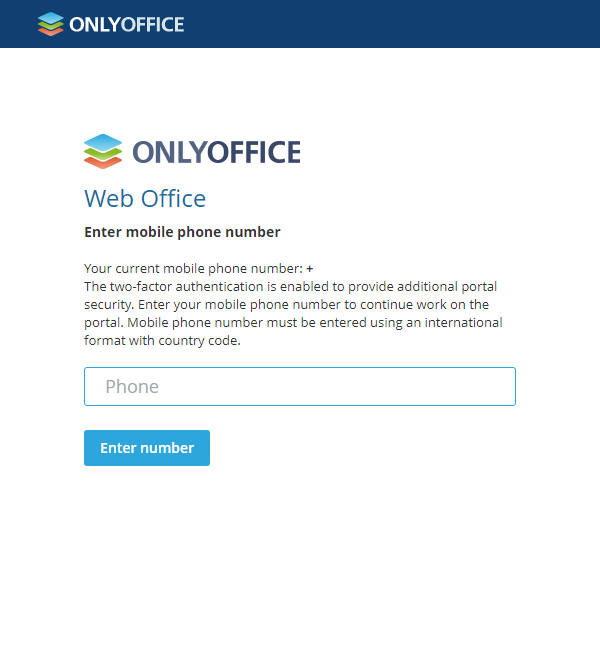 ONLYOFFICE
ONLYOFFICE
Web Office
Enter mobile phone number
Your current mobile phone number: +
The two-factor authentication is enabled to provide additional portal
security. Enter your mobile phone number to continue work on the
portal. Mobile phone number must be entered using an international
format with country code.
Phone
Enter number